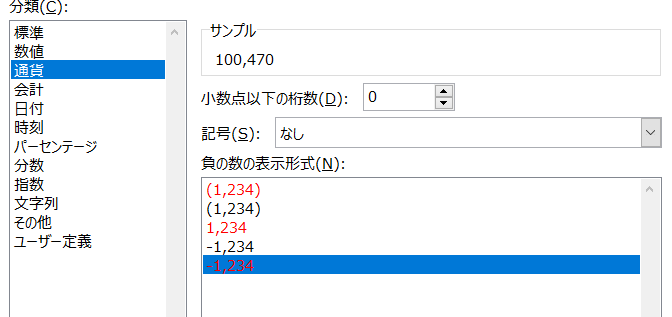 分類(C):
標準
数値
通貨
会計
日付
時刻
パーセンテージ
分数
指数
文字列
その他
ユーザー定義
サンプル
100,470
小数点以下の桁数(D): 0
記号(S): なし
負の数の表示形式(N):
(1,234)
(1,234)
1,234
-1,234
-1,234